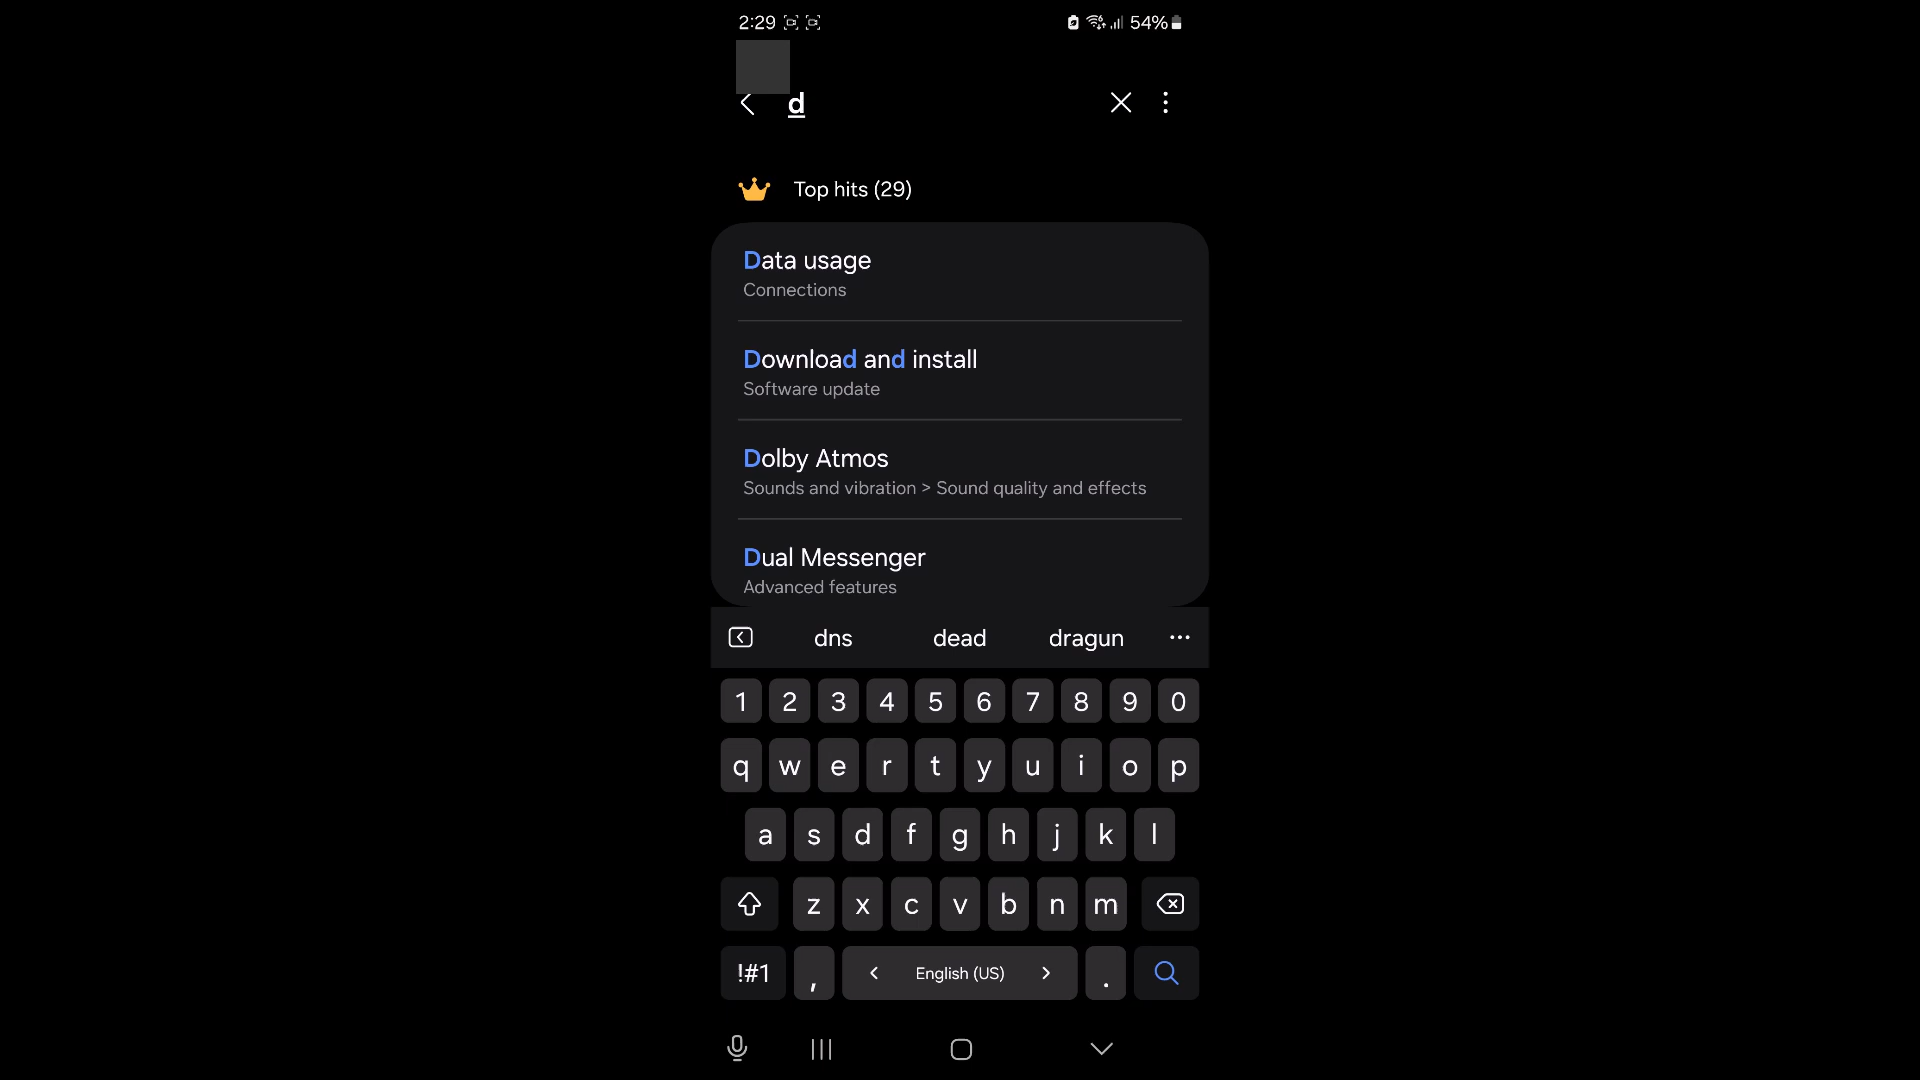 2:29 54%
d
Top hits (29)
Data usage
Connections
Download and install
Software update
Dolby Atmos
Sounds and vibration > Sound quality and effects
Dual Messenger
Advanced features
dns dead dragun ...
1 2 3 4 5 6 7 8 9 0
q w e r t y u i o p
a s d f g h j k l
z x c v b n m
!#1 , < English (US) > .